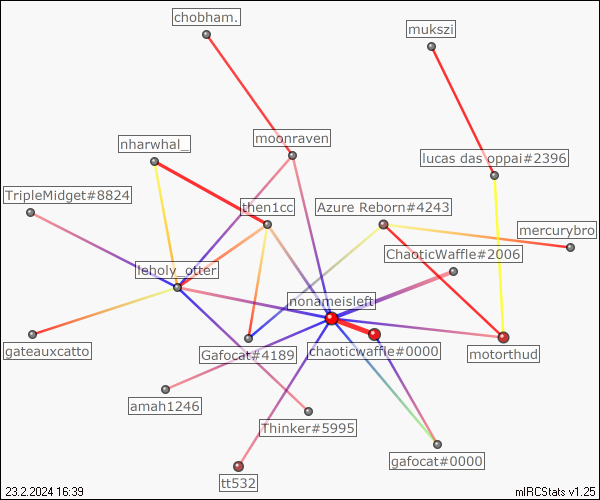 chobham.
mukszi
nharwhal_
moonraven
lucas das oppai#2396
TripleMidget#8824
then1cc
Azure Reborn#4243
mercurybro
ChaoticWaffle#2006
leholy_otter
nonameisleft
gateauxcatto
Gafocat#4189
chaoticwaffle#0000
motorthud
amah1246
Thinker#5995
gafocat#0000
tt532
23.2.2024 16:39
mIRCStats v1.25